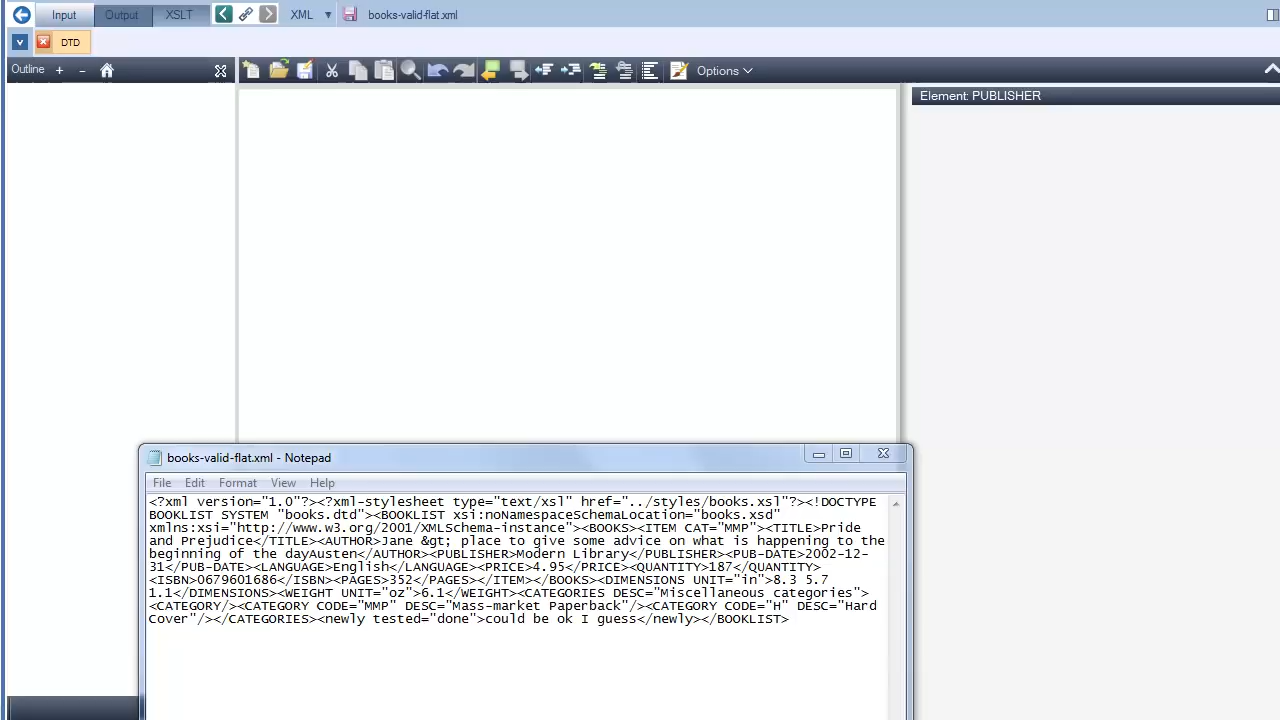 Input
Output
XSLT
XML
books-valid-flat.xml
DTD
Outline
+
-
Options
Element: PUBLISHER
books-valid-flat.xml - Notepad
File Edit Format View Help
<?xml version="1.0"?><?xml-stylesheet type="text/xsl" href="../styles/books.xsl"?><!DOCTYPE
BOOKLIST SYSTEM "books.dtd"><BOOKLIST xsi:noNamespaceSchemaLocation="books.xsd"
xmlns:xsi="http://www.w3.org/2001/XMLSchema-instance"><BOOKS><ITEM CAT="MMP"><TITLE>Pride
and Prejudice</TITLE><AUTHOR>Jane &gt; place to give some advice on what is happening to the
beginning of the dayAusten</AUTHOR><PUBLISHER>Modern Library</PUBLISHER><PUB-DATE>2002-12-
31</PUB-DATE><LANGUAGE>English</LANGUAGE><PRICE>4.95</PRICE><QUANTITY>187</QUANTITY>
<ISBN>0679601686</ISBN><PAGES>352</PAGES></ITEM></BOOKS><DIMENSIONS UNIT="in">8.3 5.7
1.1</DIMENSIONS><WEIGHT UNIT="oz">6.1</WEIGHT><CATEGORIES DESC="Miscellaneous categories">
<CATEGORY/><CATEGORY CODE="MMP" DESC="Mass-market Paperback"/><CATEGORY CODE="H" DESC="Hard
Cover"/></CATEGORIES><newly tested="done">could be ok I guess</newly></BOOKLIST>